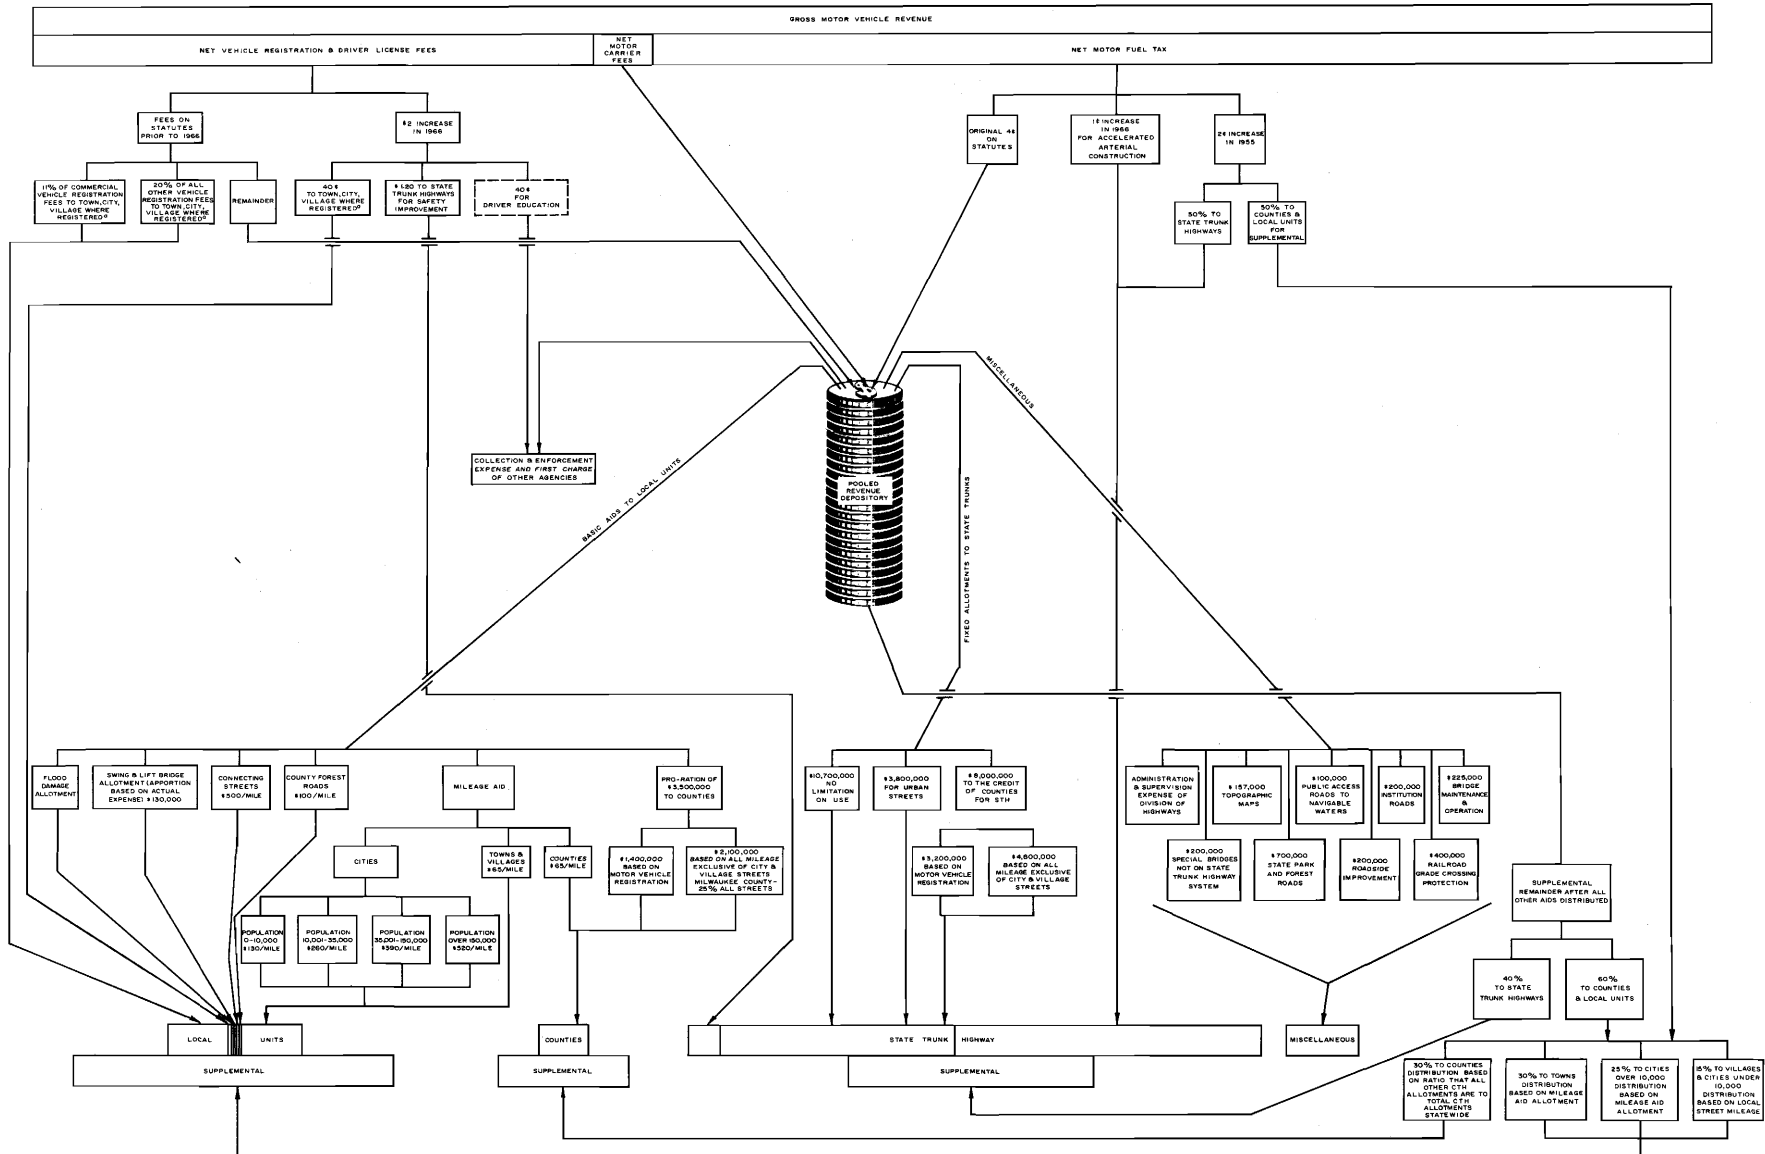 GROSS MOTOR VEHICLE REVENUE
NET VEHICLE REGISTRATION & DRIVER LICENSE FEES
NET
MOTOR
CARRIER
FEES
NET MOTOR FUEL TAX
FEES ON
STATUTES
PRIOR TO 1966
$2 INCREASE
IN 1966
ORIGINAL 4¢
ON
STATUTES
1¢ INCREASE
IN 1966
FOR ACCELERATED
ARTERIAL
CONSTRUCTION
2¢ INCREASE
IN 1955
11% OF COMMERCIAL
VEHICLE REGISTRATION
FEES TO TOWN, CITY,
VILLAGE WHERE
REGISTERED
20% OF ALL
OTHER VEHICLE
REGISTRATION FEES
TO TOWN, CITY,
VILLAGE WHERE
REGISTERED
REMAINDER
40¢
TO TOWN, CITY,
VILLAGE WHERE
REGISTERED
$1.20 TO STATE
TRUNK HIGHWAYS
FOR SAFETY
IMPROVEMENT
40¢
FOR
DRIVER EDUCATION
50% TO
STATE TRUNK
HIGHWAYS
50% TO
COUNTIES &
LOCAL UNITS
FOR
SUPPLEMENTAL
MISCELLANEOUS
COLLECTION & ENFORCEMENT
EXPENSE AND FIRST CHARGE
OF OTHER AGENCIES
BASIC AIDS TO LOCAL UNITS
POOLED
REVENUE
DEPOSITORY
FIXED ALLOTMENTS TO STATE TRUNKS
FLOOD
DAMAGE
ALLOTMENT
SWING & LIFT BRIDGE
ALLOTMENT (APPORTION
BASED ON ACTUAL
EXPENSE) $130,000
CONNECTING
STREETS
$500/MILE
COUNTY FOREST
ROADS
$100/MILE
MILEAGE AID
PRO-RATION OF
$3,500,000
TO COUNTIES
$10,700,000
NO
LIMITATION
ON USE
$3,800,000
FOR URBAN
STREETS
$8,000,000
TO THE CREDIT
OF COUNTIES
FOR STH
ADMINISTRATION
& SUPERVISION
EXPENSE OF
DIVISION OF
HIGHWAYS
$157,000
TOPOGRAPHIC
MAPS
$100,000
PUBLIC ACCESS
ROADS TO
NAVIGABLE
WATERS
$200,000
INSTITUTION
ROADS
$225,000
BRIDGE
MAINTENANCE
&
OPERATION
CITIES
TOWNS &
VILLAGES
$65/MILE
COUNTIES
$65/MILE
$1,400,000
BASED ON
MOTOR VEHICLE
REGISTRATION
$2,100,000
BASED ON ALL MILEAGE
EXCLUSIVE OF CITY &
VILLAGE STREETS
MILWAUKEE COUNTY-
25% ALL STREETS
$3,200,000
BASED ON
MOTOR VEHICLE
REGISTRATION
$4,800,000
BASED ON ALL
MILEAGE EXCLUSIVE
OF CITY & VILLAGE
STREETS
$200,000
SPECIAL BRIDGES
NOT ON STATE
TRUNK HIGHWAY
SYSTEM
$700,000
STATE PARK
AND FOREST
ROADS
$200,000
ROADSIDE
IMPROVEMENT
$400,000
RAILROAD
GRADE CROSSING
PROTECTION
SUPPLEMENTAL
REMAINDER AFTER ALL
OTHER AIDS DISTRIBUTED
POPULATION
0-10,000
$130/MILE
POPULATION
10,001-35,000
$260/MILE
POPULATION
35,001-150,000
$390/MILE
POPULATION
OVER 150,000
$520/MILE
40%
TO STATE
TRUNK HIGHWAYS
60%
TO COUNTIES
& LOCAL UNITS
LOCAL UNITS
COUNTIES
STATE TRUNK HIGHWAY
MISCELLANEOUS
SUPPLEMENTAL
SUPPLEMENTAL
SUPPLEMENTAL
30% TO COUNTIES
DISTRIBUTION BASED
ON RATIO THAT ALL
OTHER CTH
ALLOTMENTS ARE TO
TOTAL CTH
ALLOTMENTS
STATEWIDE
30% TO TOWNS
DISTRIBUTION
BASED ON MILEAGE
AID ALLOTMENT
25% TO CITIES
OVER 10,000
DISTRIBUTION
BASED ON
MILEAGE AID
ALLOTMENT
15% TO VILLAGES
& CITIES UNDER
10,000
DISTRIBUTION
BASED ON LOCAL
STREET MILEAGE